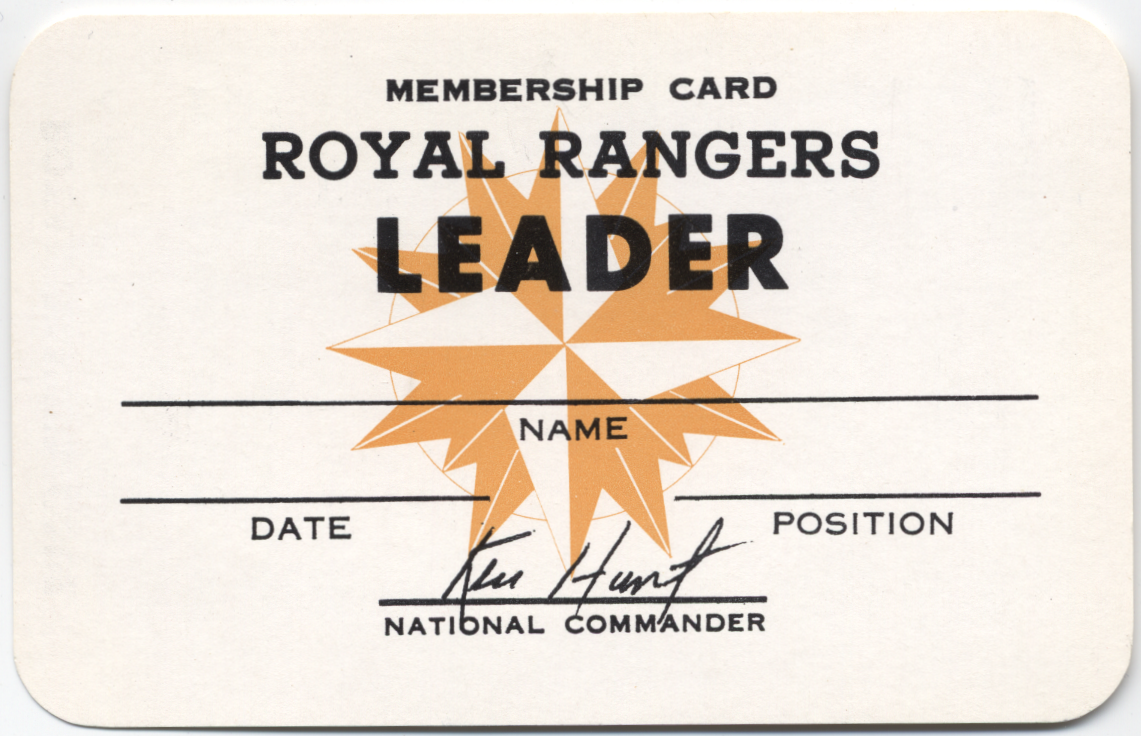 MEMBERSHIP CARD
ROYAL RANGERS
LEADER
NAME
DATE
POSITION
Ken Hunt
NATIONAL COMMANDER